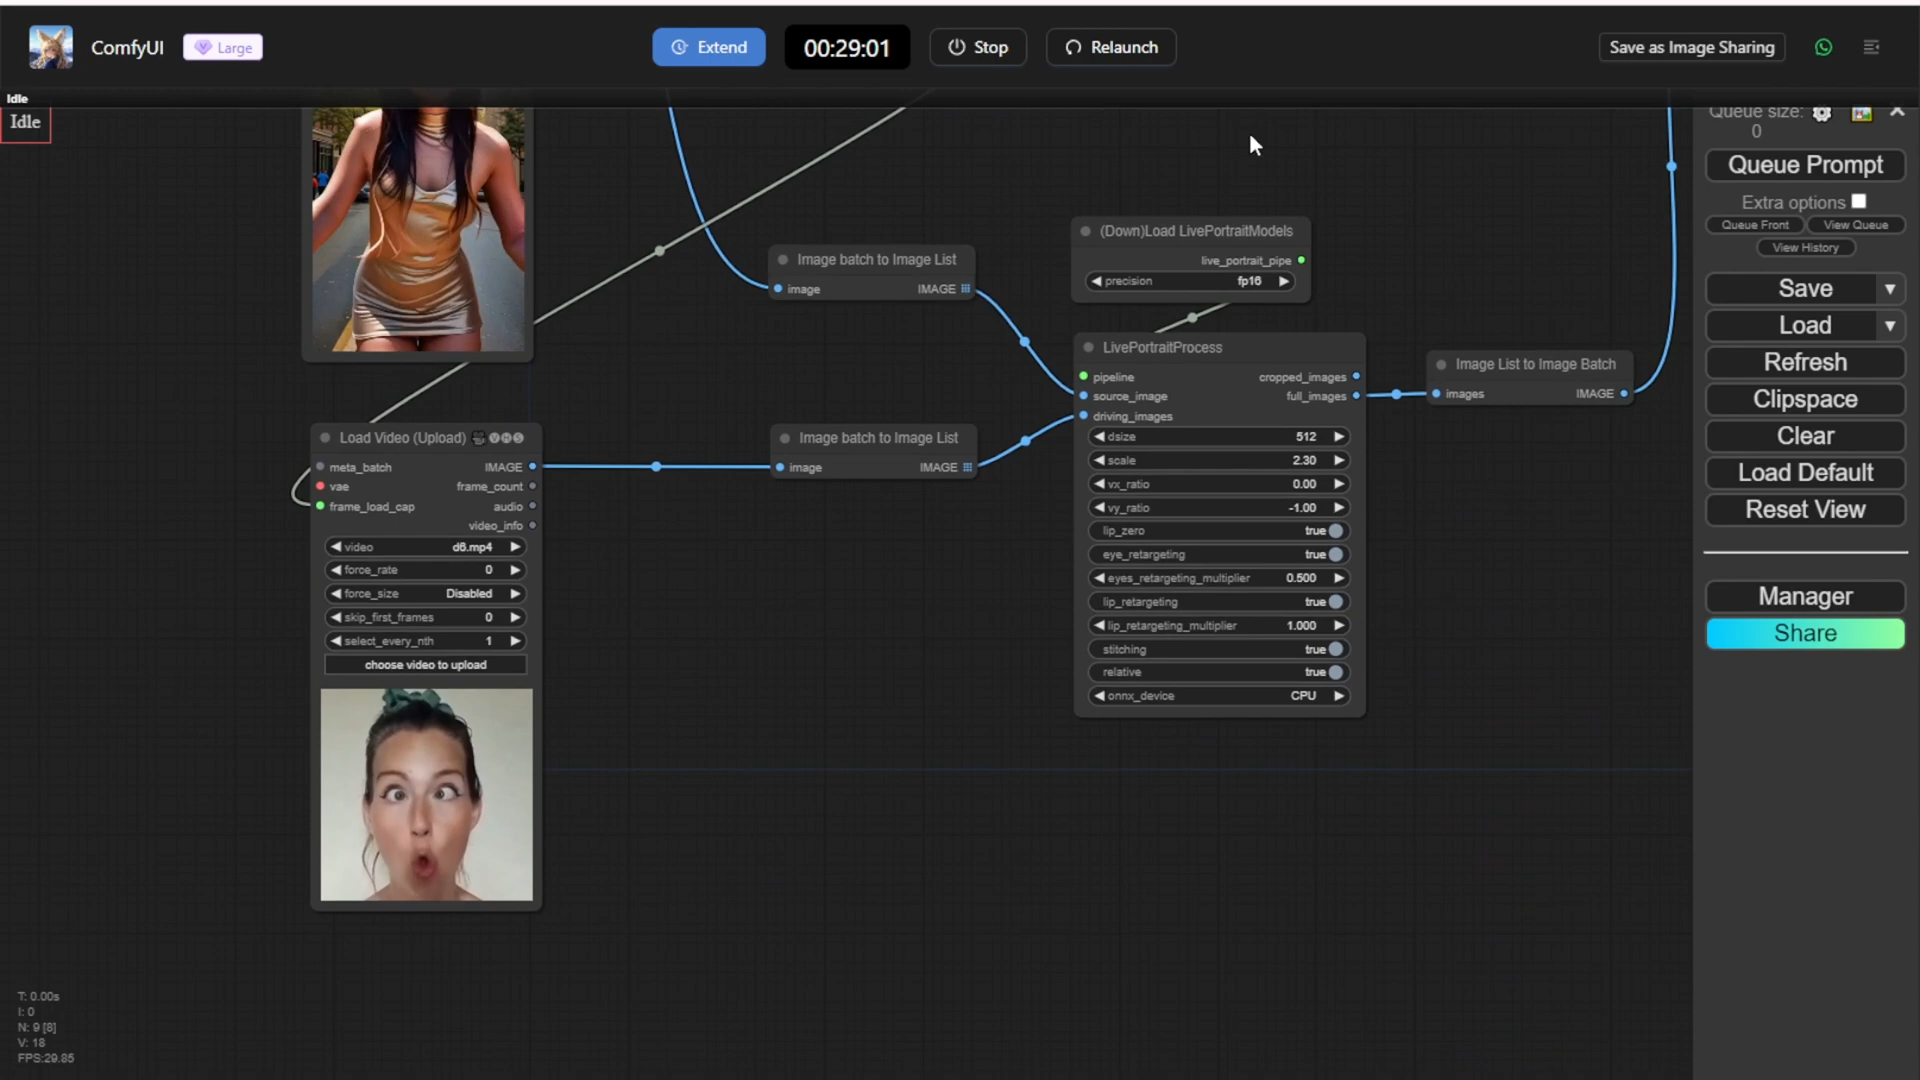 ComfyUI
Large
Extend
00:29:01
Stop
Relaunch
Save as Image Sharing
Idle
Idle
Queue size:
0
Queue Prompt
Extra options
Queue Front
View Queue
View History
Save
▼
Load
▼
Refresh
Clipspace
Clear
Load Default
Reset View
Manager
Share
Image batch to Image List
image IMAGE
(Down)Load LivePortraitModels
live_portrait_pipe
precision fp16
LivePortraitProcess
pipeline cropped_images
source_image full_images
driving_images
dsize 512
scale 2.30
vx_ratio 0.00
vy_ratio -1.00
lip_zero true
eye_retargeting true
eyes_retargeting_multiplier 0.500
lip_retargeting true
lip_retargeting_multiplier 1.000
stitching true
relative true
onnx_device CPU
Image List to Image Batch
images IMAGE
Load Video (Upload) VHS
meta_batch IMAGE
vae frame_count
frame_load_cap audio
video_info
video d6.mp4
force_rate 0
force_size Disabled
skip_first_frames 0
select_every_nth 1
choose video to upload
Image batch to Image List
image IMAGE
T: 0.00s
I: 0
N: 9 [8]
V: 18
FPS:29.85